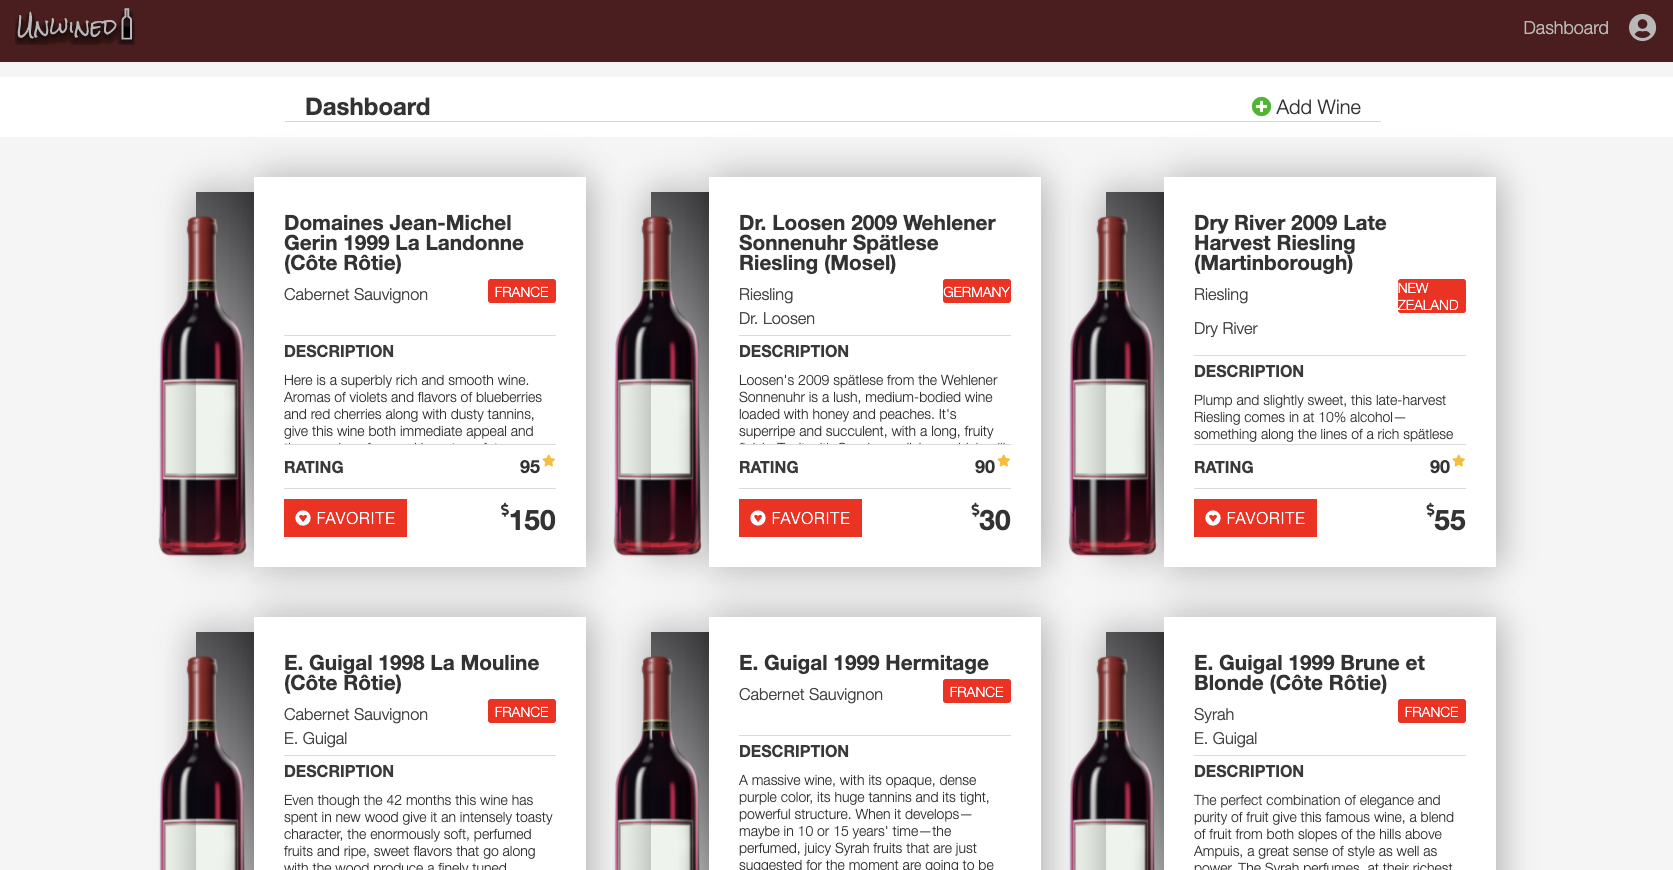 UNWINED
Dashboard
Dashboard
Add Wine
Domaines Jean-Michel
Gerin 1999 La Landonne
(Côte Rôtie)
Cabernet Sauvignon
FRANCE
DESCRIPTION
Here is a superbly rich and smooth wine.
Aromas of violets and flavors of blueberries
and red cherries along with dusty tannins,
give this wine both immediate appeal and
RATING
95
FAVORITE
$150
Dr. Loosen 2009 Wehlener
Sonnenuhr Spätlese
Riesling (Mosel)
Riesling
GERMANY
Dr. Loosen
DESCRIPTION
Loosen's 2009 spätlese from the Wehlener
Sonnenuhr is a lush, medium-bodied wine
loaded with honey and peaches. It's
superripe and succulent, with a long, fruity
RATING
90
FAVORITE
$30
Dry River 2009 Late
Harvest Riesling
(Martinborough)
Riesling
NEW
ZEALAND
Dry River
DESCRIPTION
Plump and slightly sweet, this late-harvest
Riesling comes in at 10% alcohol—
something along the lines of a rich spätlese
RATING
90
FAVORITE
$55
E. Guigal 1998 La Mouline
(Côte Rôtie)
Cabernet Sauvignon
FRANCE
E. Guigal
DESCRIPTION
Even though the 42 months this wine has
spent in new wood give it an intensely toasty
character, the enormously soft, perfumed
fruits and ripe, sweet flavors that go along
with the wood produce a finely tuned
E. Guigal 1999 Hermitage
Cabernet Sauvignon
FRANCE
DESCRIPTION
A massive wine, with its opaque, dense
purple color, its huge tannins and its tight,
powerful structure. When it develops—
maybe in 10 or 15 years' time—the
perfumed, juicy Syrah fruits that are just
suggested for the moment are going to be
E. Guigal 1999 Brune et
Blonde (Côte Rôtie)
Syrah
FRANCE
E. Guigal
DESCRIPTION
The perfect combination of elegance and
purity of fruit give this famous wine, a blend
of fruit from both slopes of the hills above
Ampuis, a great sense of style as well as
power. The Syrah perfumes, at their richest